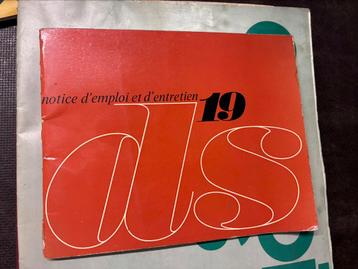 notice d'emploi et d'entretien
19
ds